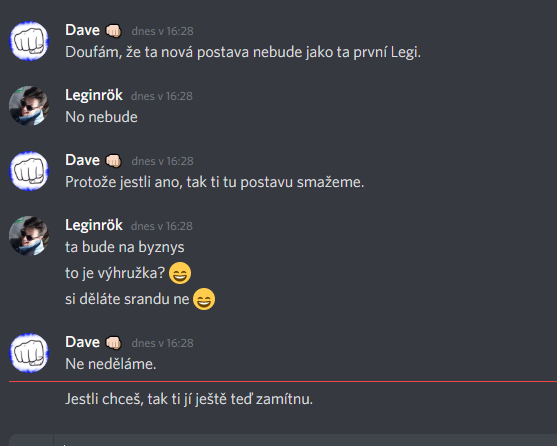 Dave 👊🏻 dnes v 16:28
Doufám, že ta nová postava nebude jako ta první Legi.
Leginrök dnes v 16:28
No nebude
Dave 👊🏻 dnes v 16:28
Protože jestli ano, tak ti tu postavu smažeme.
Leginrök dnes v 16:28
ta bude na byznys
to je výhružka? 😄
si děláte srandu ne 😄
Dave 👊🏻 dnes v 16:28
Ne neděláme.
Jestli chceš, tak ti jí ještě teď zamítnu.